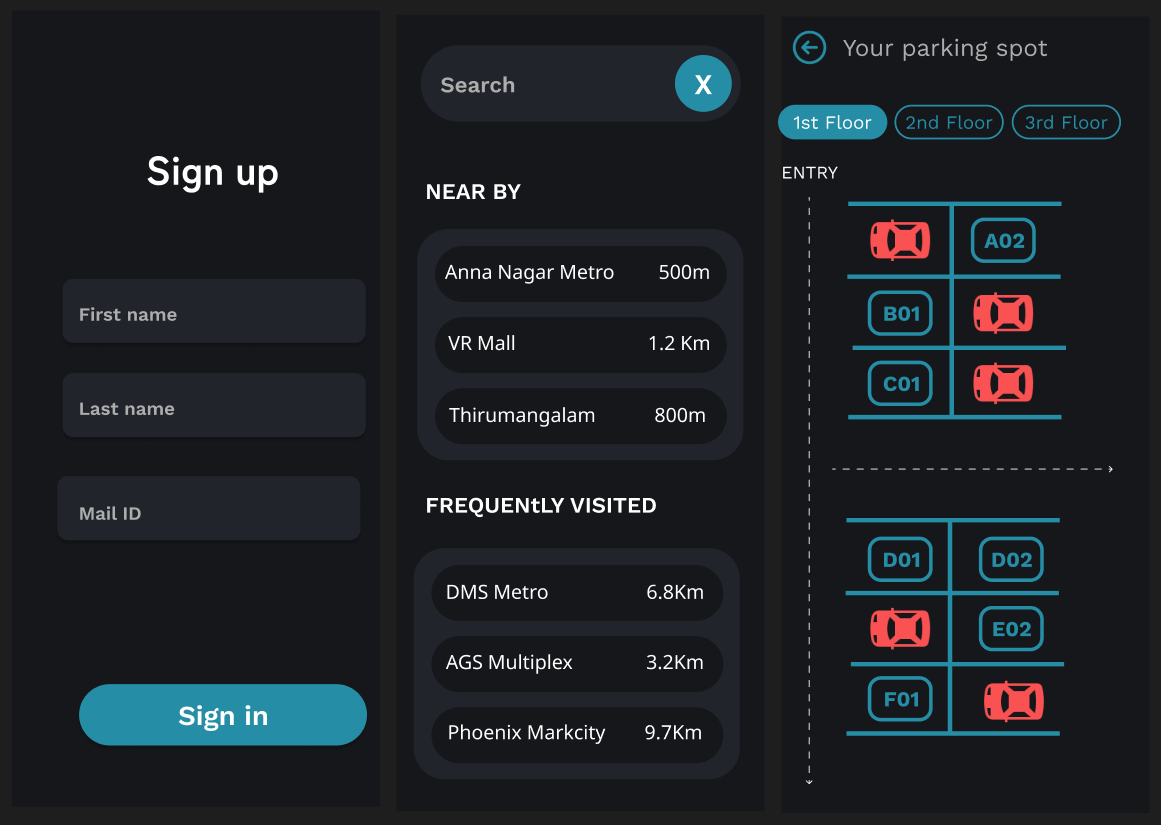 Sign up
First name
Last name
Mail ID
Sign in
Search X
NEAR BY
Anna Nagar Metro 500m
VR Mall 1.2 Km
Thirumangalam 800m
FREQUENtLY VISITED
DMS Metro 6.8Km
AGS Multiplex 3.2Km
Phoenix Markcity 9.7Km
Your parking spot
1st Floor 2nd Floor 3rd Floor
ENTRY
A02
B01
C01
D01 D02
E02
F01